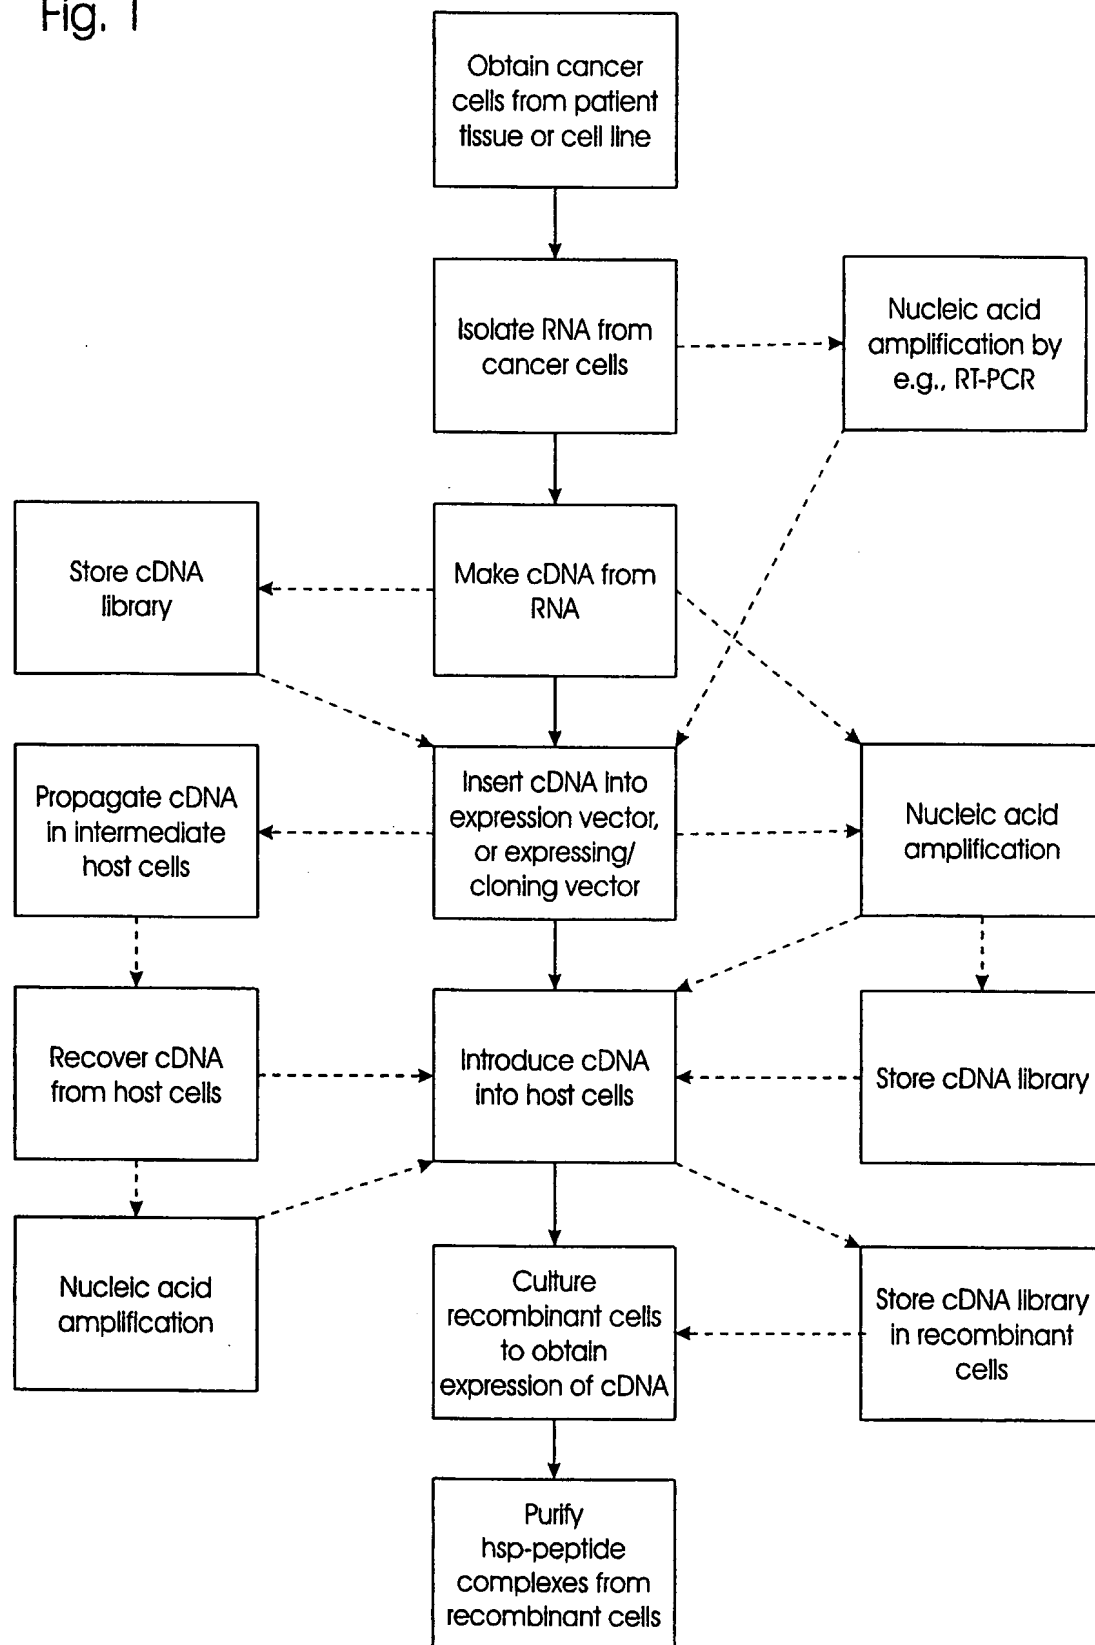 Fig. 1
Obtain cancer
cells from patient
tissue or cell line
Isolate RNA from
cancer cells
Nucleic acid
amplification by
e.g., RT-PCR
Store cDNA
library
Make cDNA from
RNA
Propagate cDNA
in intermediate
host cells
Insert cDNA into
expression vector,
or expressing/
cloning vector
Nucleic acid
amplification
Recover cDNA
from host cells
Introduce cDNA
into host cells
Store cDNA library
Nucleic acid
amplification
Culture
recombinant cells
to obtain
expression of cDNA
Store cDNA library
in recombinant
cells
Purify
hsp-peptide
complexes from
recombinant cells